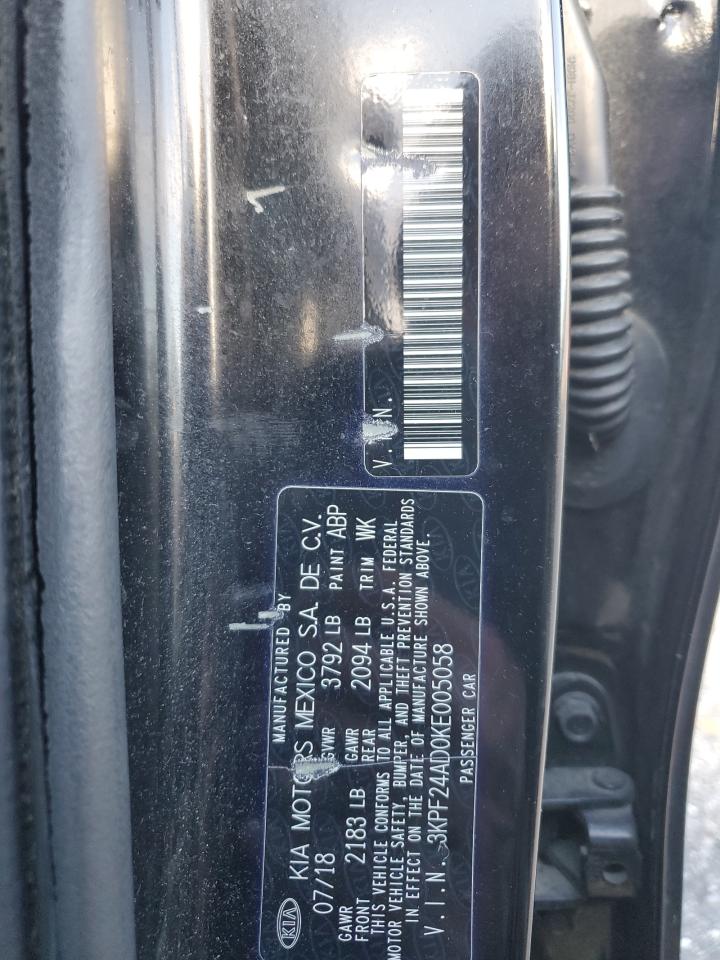 MANUFACTURED BY
KIA KIA MOTORS MEXICO S.A. DE C.V.
07/18 GVWR 3792 LB PAINT ABP
GAWR FRONT 2183 LB GAWR REAR 2094 LB TRIM WK
THIS VEHICLE CONFORMS TO ALL APPLICABLE U.S.A. FEDERAL
MOTOR VEHICLE SAFETY, BUMPER, AND THEFT PREVENTION STANDARDS
IN EFFECT ON THE DATE OF MANUFACTURE SHOWN ABOVE.
V.I.N. 3KPF24AD0KE005058
PASSENGER CAR
V.I.N.